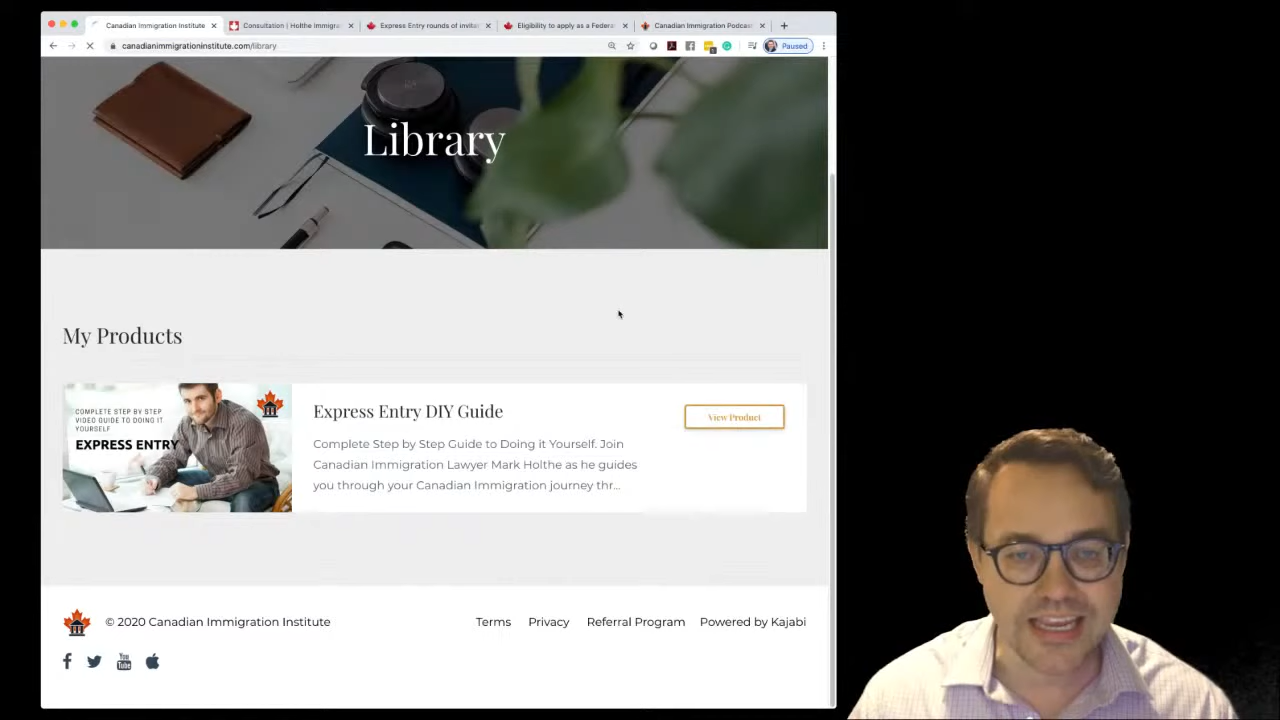 Canadian Immigration Institute
Consultation | Holthe Immigra
Express Entry rounds of invita
Eligibility to apply as a Federa
Canadian Immigration Podcas
canadianimmigrationinstitute.com/library
Paused
Library
My Products
COMPLETE STEP BY STEP
VIDEO GUIDE TO DOING IT
YOURSELF
EXPRESS ENTRY
Express Entry DIY Guide
View Product
Complete Step by Step Guide to Doing it Yourself. Join
Canadian Immigration Lawyer Mark Holthe as he guides
you through your Canadian Immigration journey thr...
© 2020 Canadian Immigration Institute
Terms
Privacy
Referral Program
Powered by Kajabi
You
Tube